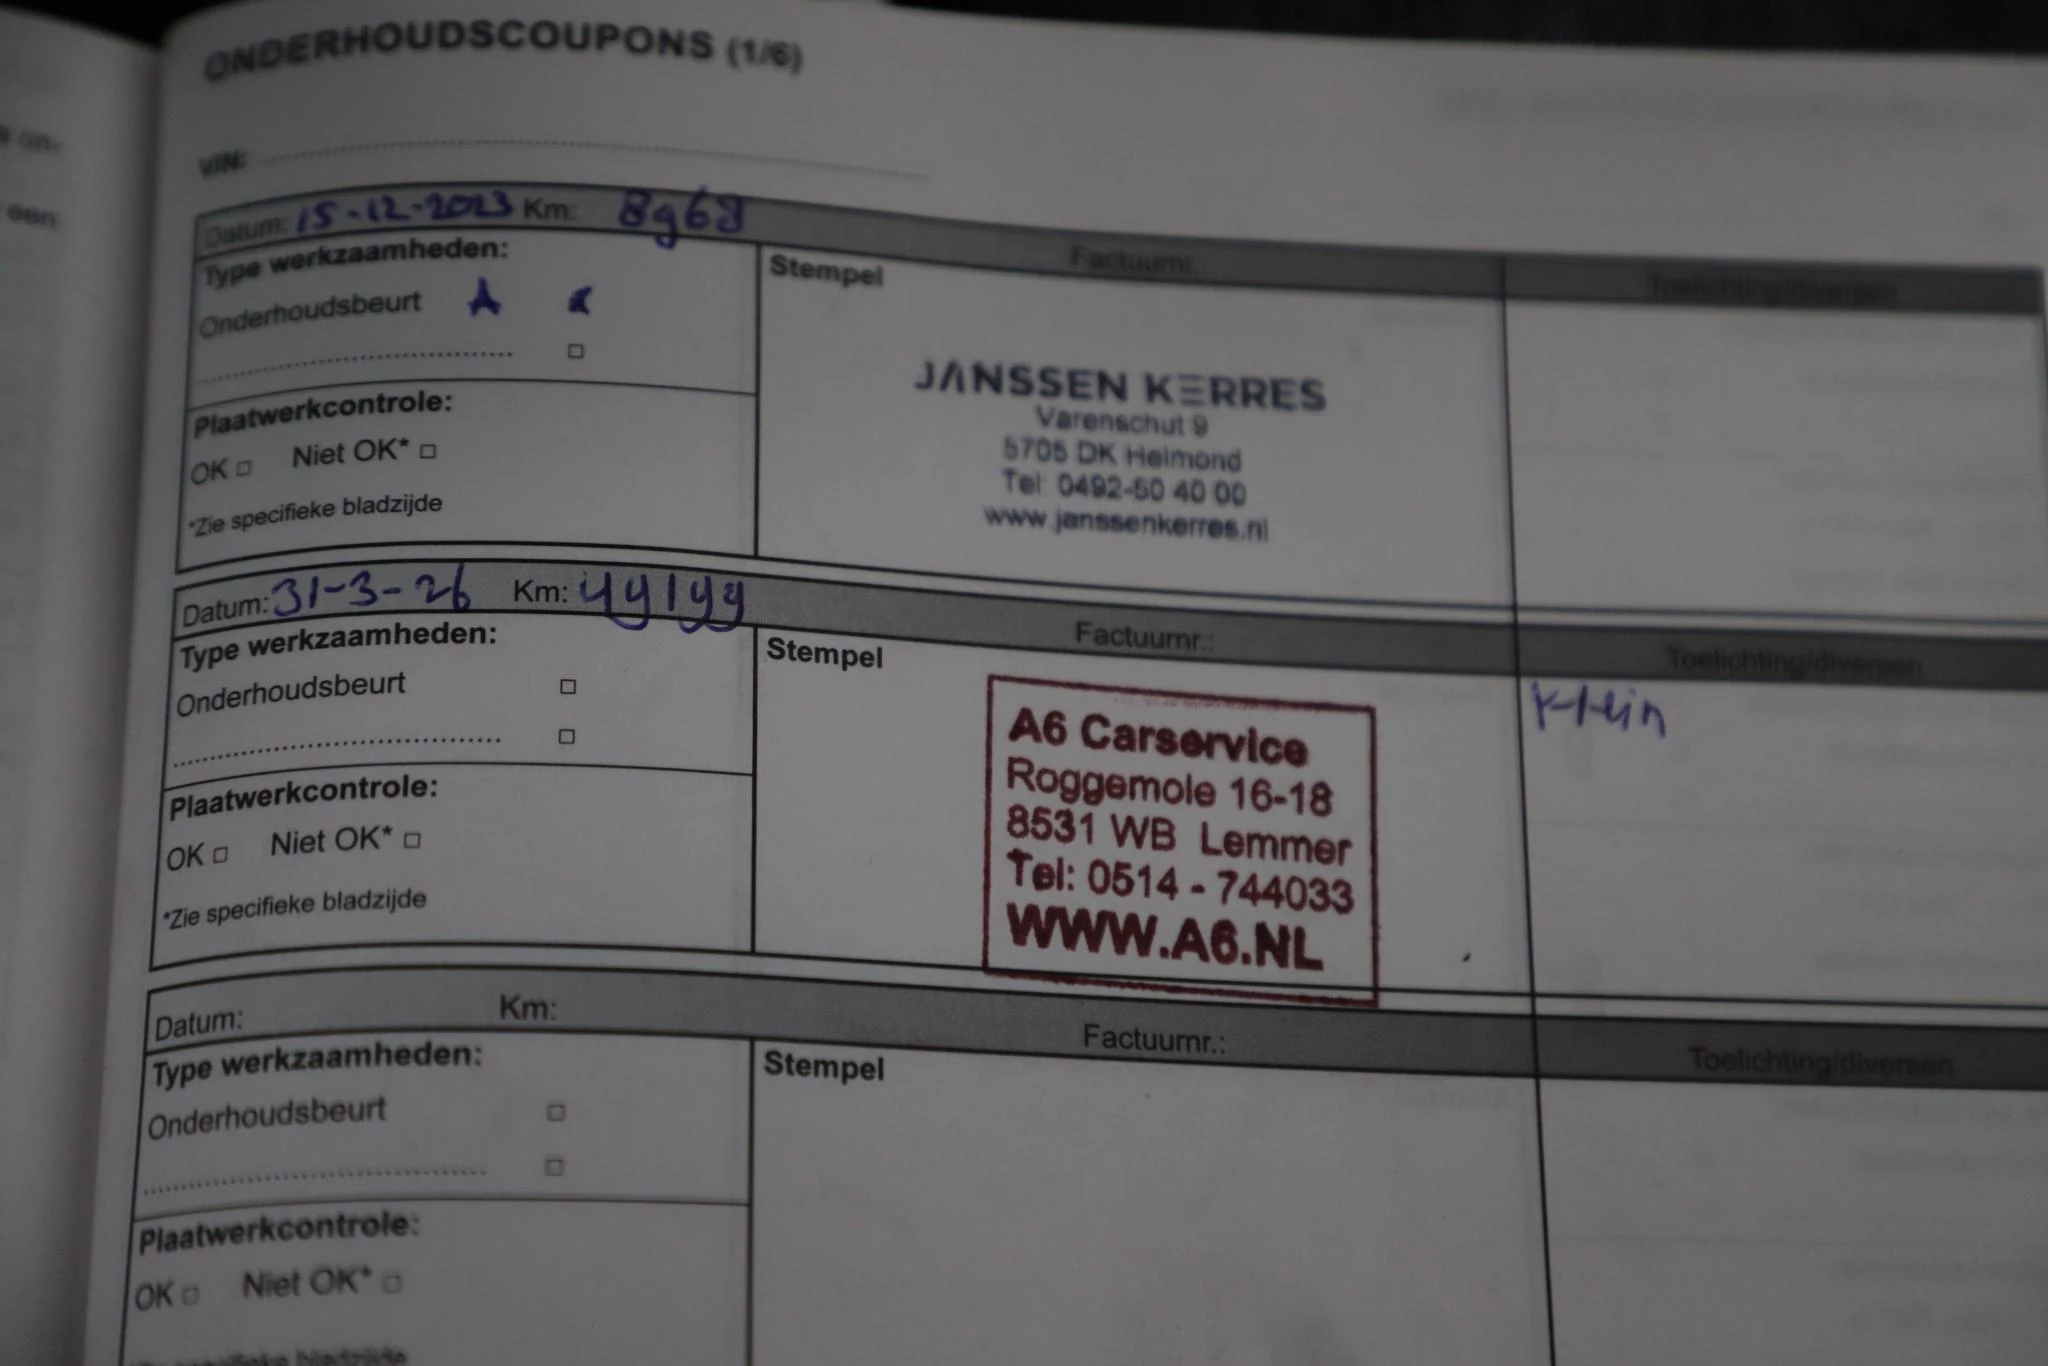 ONDERHOUDSCOUPONS (1/6)
VIN:
Datum: 15-12-2023 Km: 8968
Factuurnr.:
Toelichting/diversen
Type werkzaamheden:
Stempel
Onderhoudsbeurt A
JANSSEN KERRES
Varenschut 9
5705 DK Helmond
Tel: 0492-50 40 00
www.janssenkerres.nl
Plaatwerkcontrole:
OK Niet OK*
*Zie specifieke bladzijde
Datum: 31-3-26 Km:
Factuurnr.:
Toelichting/diversen
Type werkzaamheden:
Stempel
Klein
Onderhoudsbeurt
A6 Carservice
Roggemole 16-18
8531 WB Lemmer
Tel: 0514 - 744033
WWW.A6.NL
Plaatwerkcontrole:
OK Niet OK*
*Zie specifieke bladzijde
Datum: Km:
Factuurnr.:
Toelichting/diversen
Type werkzaamheden:
Stempel
Onderhoudsbeurt
Plaatwerkcontrole:
OK Niet OK*